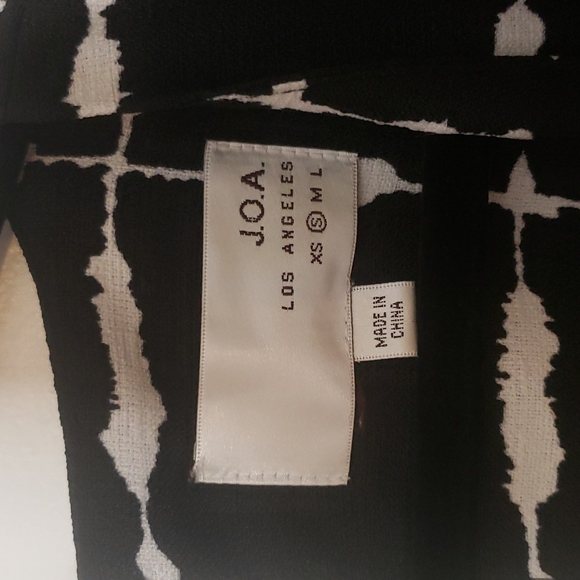 J.O.A.
LOS ANGELES
XS Ⓢ M L
MADE IN
CHINA